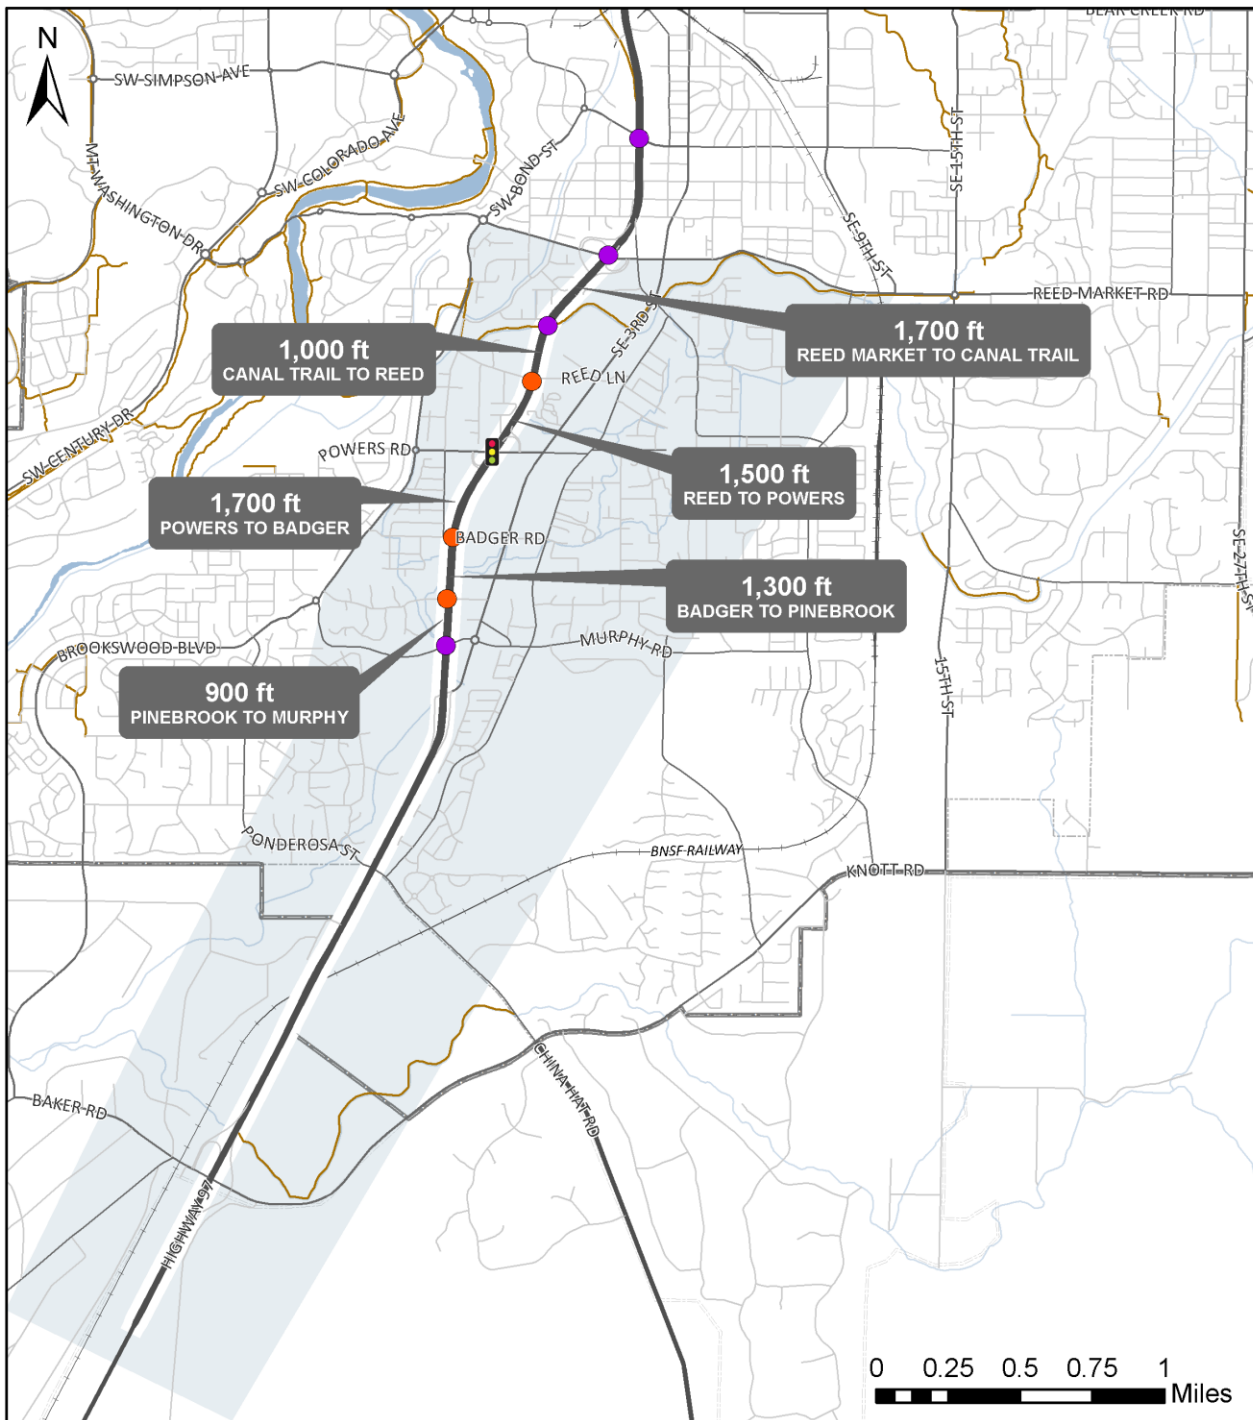 BEAR CREEK RD
N
SW SIMPSON AVE
SW COLORADO AVE
SW BOND ST
SE 15TH ST
MT WASHINGTON DR
SE 9TH ST
REED MARKET RD
1,700 ft
REED MARKET TO CANAL TRAIL
1,000 ft
CANAL TRAIL TO REED
SE 3RD ST
REED LN
SW CENTURY DR
POWERS RD
1,500 ft
REED TO POWERS
1,700 ft
POWERS TO BADGER
BADGER RD
SE 27TH ST
1,300 ft
BADGER TO PINEBROOK
BROOKSWOOD BLVD
MURPHY RD
900 ft
PINEBROOK TO MURPHY
15TH ST
PONDEROSA ST
BNSF RAILWAY
KNOTT RD
CHINA HAT RD
BAKER RD
HIGHWAY 97
0 0.25 0.5 0.75 1
Miles